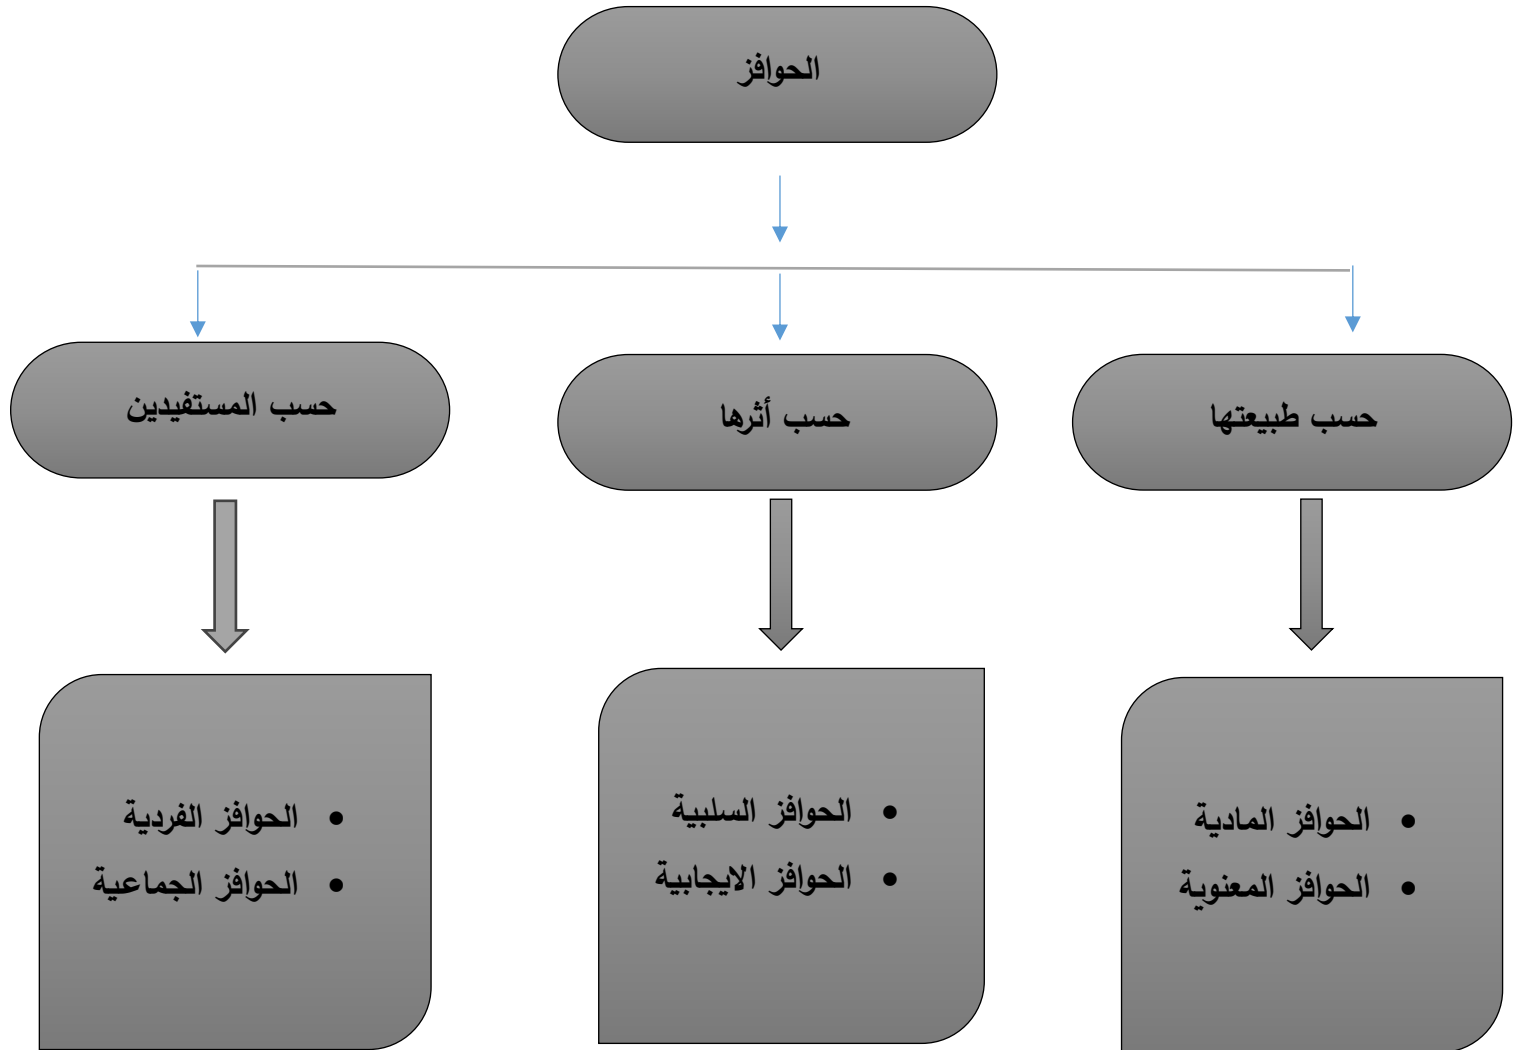 الحوافز
حسب طبيعتها
حسب أثرها
حسب المستفيدين
• الحوافز المادية
• الحوافز المعنوية
• الحوافز السلبية
• الحوافز الايجابية
• الحوافز الفردية
• الحوافز الجماعية